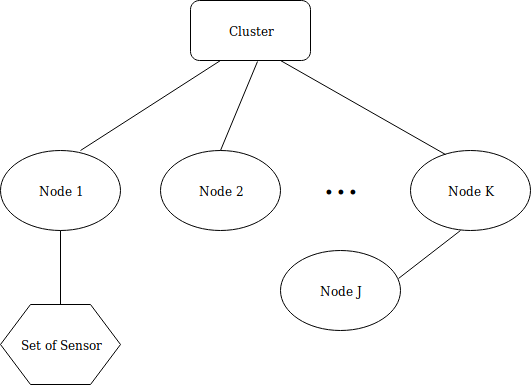 Cluster
Node 1
Node 2
...
Node K
Node J
Set of Sensor